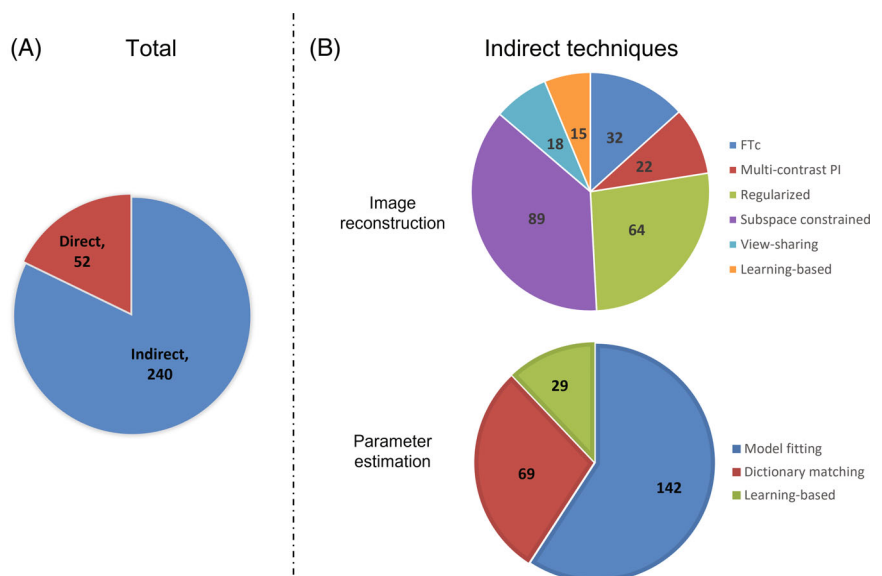 (A)
Total
Direct,
52
Indirect,
240
(B)
Indirect techniques
Image
reconstruction
32
22
64
89
18
15
FTc
Multi-contrast PI
Regularized
Subspace constrained
View-sharing
Learning-based
Parameter
estimation
29
69
142
Model fitting
Dictionary matching
Learning-based